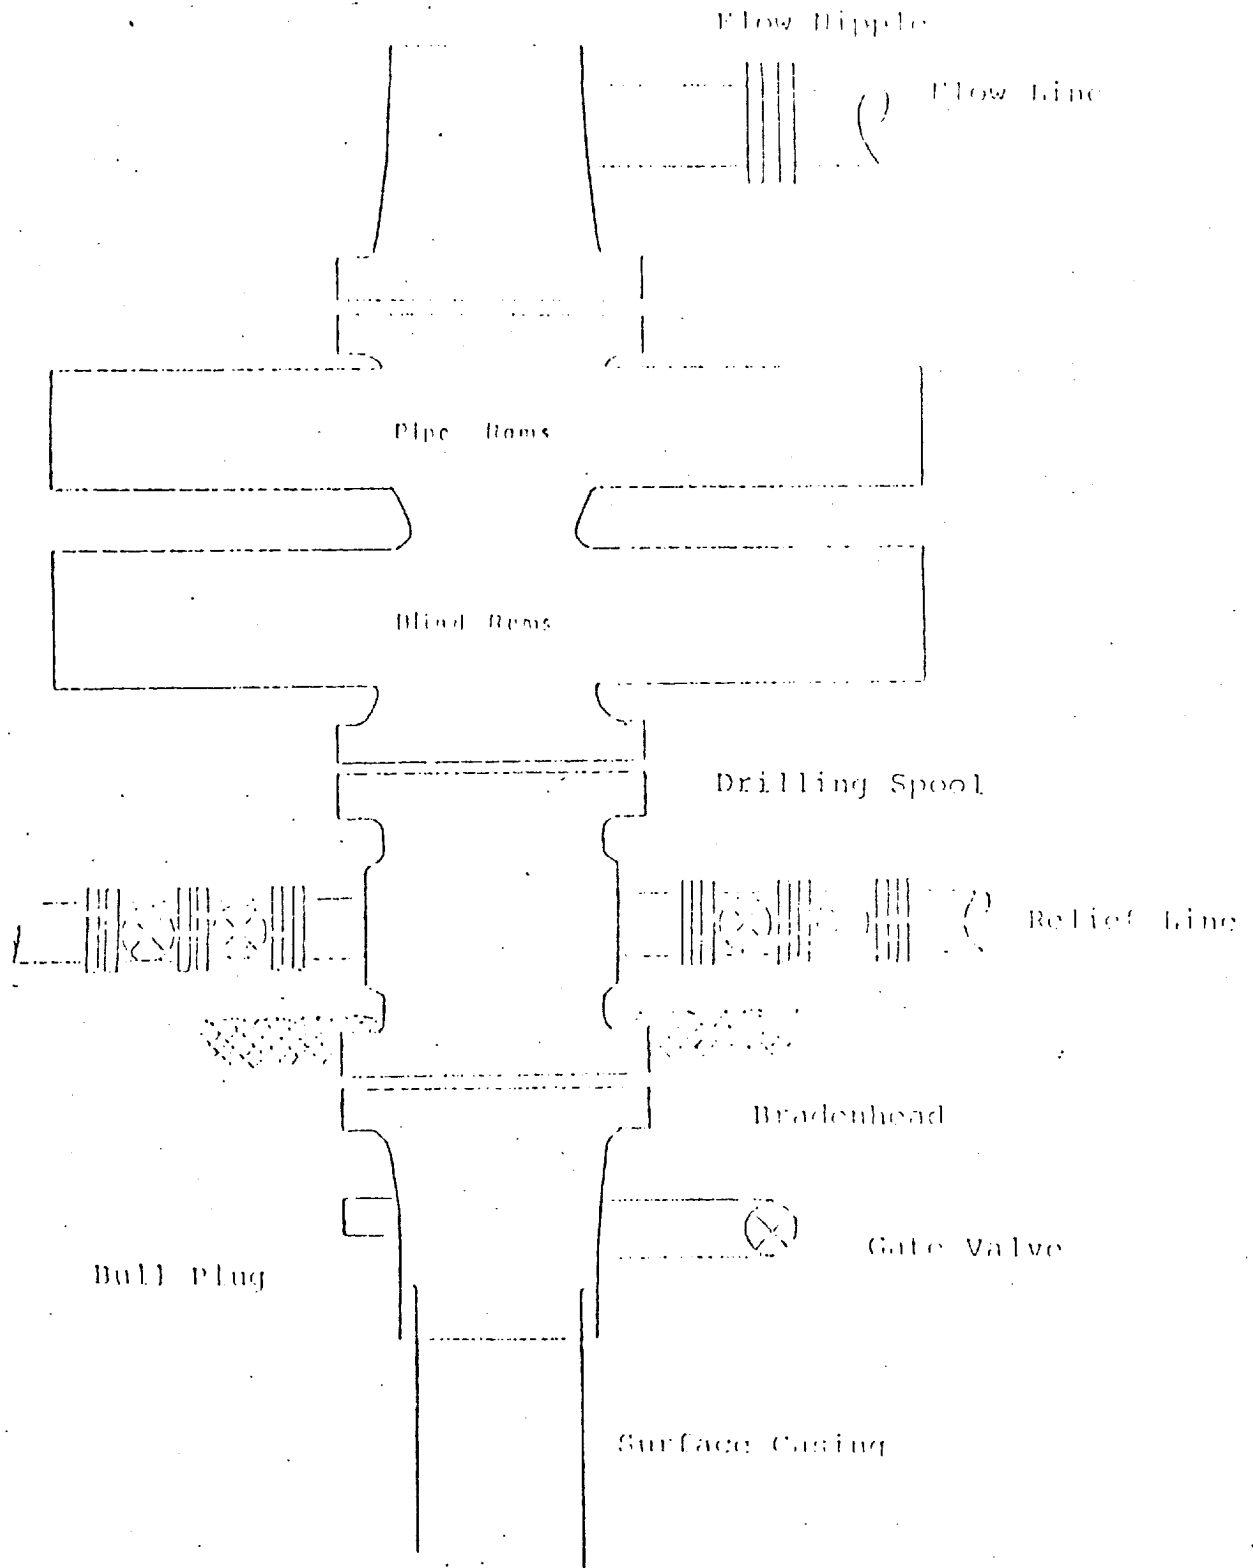 Flow Nipple
Flow Line
Pipe Rams
Blind Rams
Drilling Spool
Relief Line
Bradenhead
Gate Valve
Bull Plug
Surface Casing